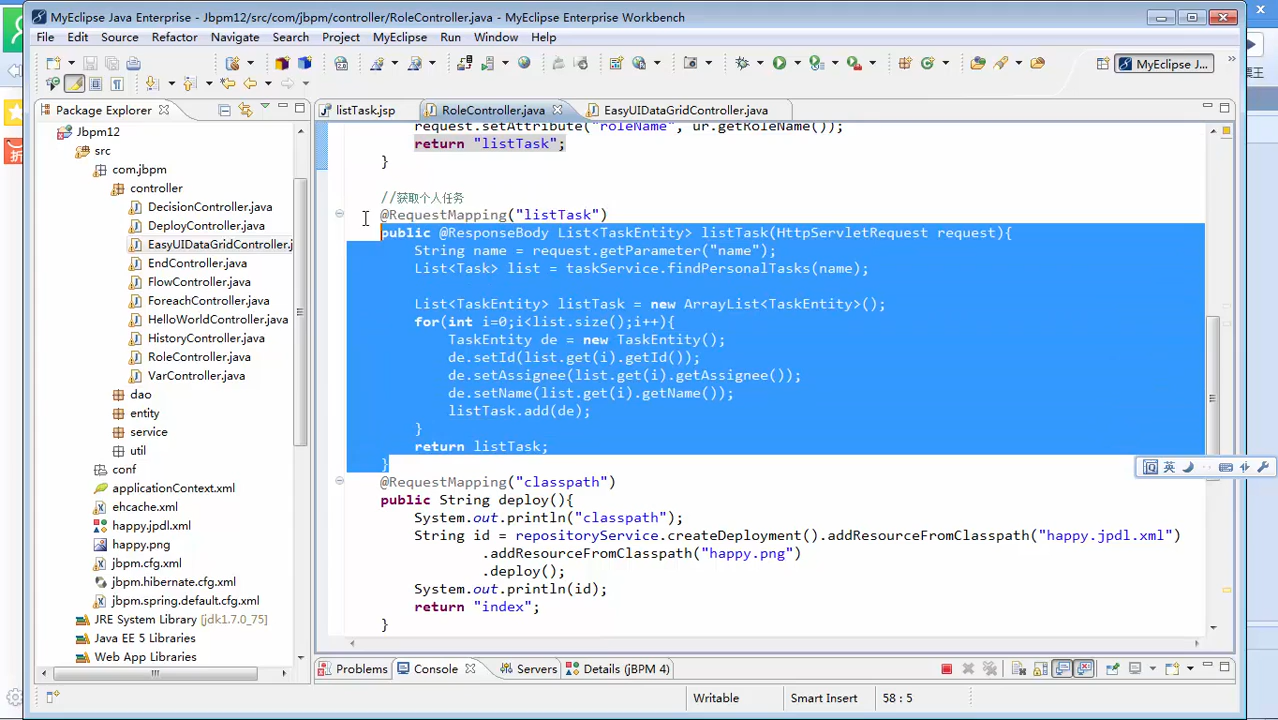 MyEclipse Java Enterprise - Jbpm12/src/com/jbpm/controller/RoleController.java - MyEclipse Enterprise Workbench
File Edit Source Refactor Navigate Search Project MyEclipse Run Window Help
MyEclipse J...
Package Explorer
listTask.jsp
RoleController.java
EasyUIDataGridController.java
Jbpm12
src
com.jbpm
controller
DecisionController.java
DeployController.java
EasyUIDataGridController.j
EndController.java
FlowController.java
ForeachController.java
HelloWorldController.java
HistoryController.java
RoleController.java
VarController.java
dao
entity
service
util
conf
applicationContext.xml
ehcache.xml
happy.jpdl.xml
happy.png
jbpm.cfg.xml
jbpm.hibernate.cfg.xml
jbpm.spring.default.cfg.xml
JRE System Library [jdk1.7.0_75]
Java EE 5 Libraries
Web App Libraries
request.setAttribute("roleName", ur.getRoleName());
return "listTask";
}
//获取个人任务
@RequestMapping("listTask")
public @ResponseBody List<TaskEntity> listTask(HttpServletRequest request){
String name = request.getParameter("name");
List<Task> list = taskService.findPersonalTasks(name);
List<TaskEntity> listTask = new ArrayList<TaskEntity>();
for(int i=0;i<list.size();i++){
TaskEntity de = new TaskEntity();
de.setId(list.get(i).getId());
de.setAssignee(list.get(i).getAssignee());
de.setName(list.get(i).getName());
listTask.add(de);
}
return listTask;
}
@RequestMapping("classpath")
public String deploy(){
System.out.println("classpath");
String id = repositoryService.createDeployment().addResourceFromClasspath("happy.jpdl.xml")
.addResourceFromClasspath("happy.png")
.deploy();
System.out.println(id);
return "index";
}
英
票王
折
Problems
Console
Servers
Details (jBPM 4)
Writable
Smart Insert
58 : 5